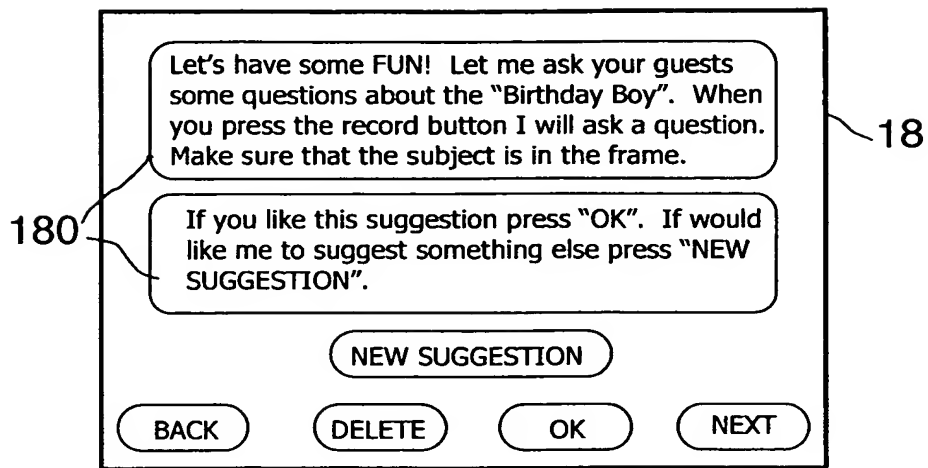 Let's have some FUN! Let me ask your guests
some questions about the "Birthday Boy". When
you press the record button I will ask a question.
Make sure that the subject is in the frame.
18
180
If you like this suggestion press "OK". If would
like me to suggest something else press "NEW
SUGGESTION".
NEW SUGGESTION
BACK DELETE OK NEXT